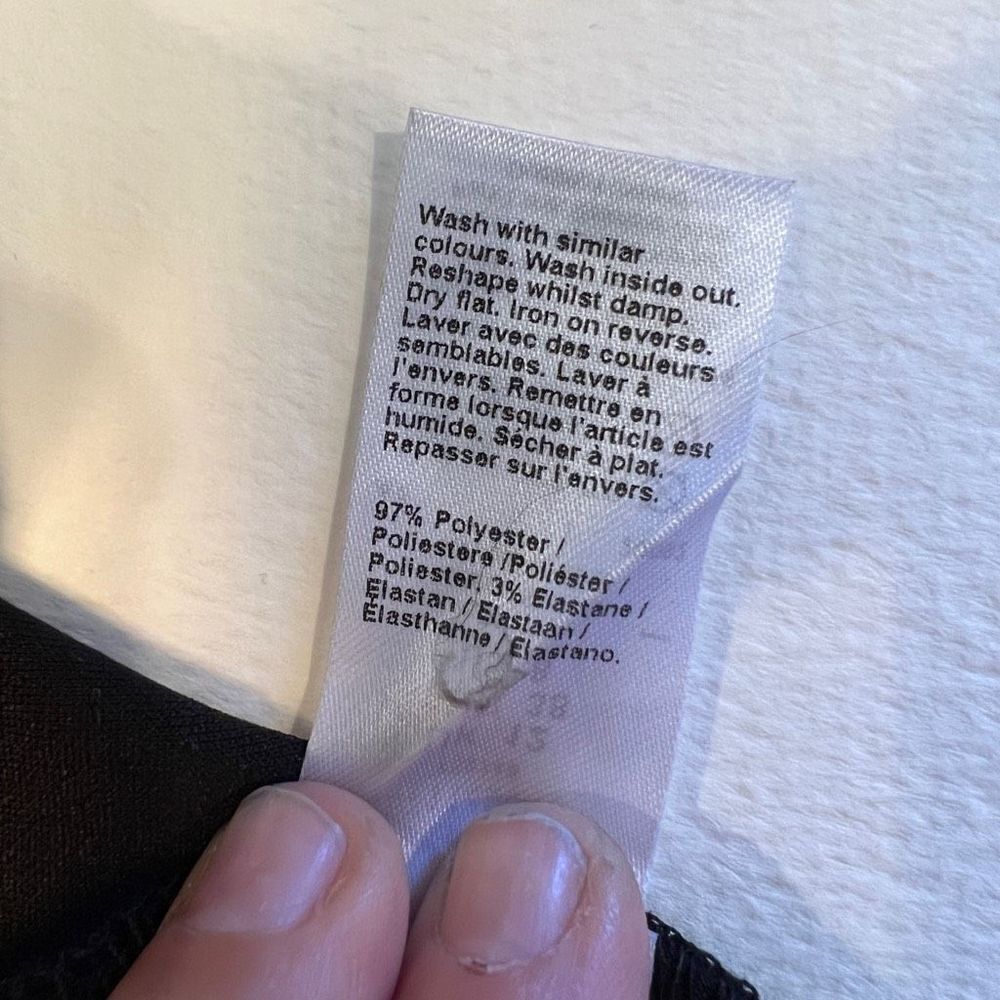 Wash with similar
colours. Wash inside out.
Reshape whilst damp.
Dry flat. Iron on reverse.
Laver avec des couleurs
semblables. Laver à
l'envers. Remettre en
forme lorsque l'article est
humide. Sécher à plat.
Repasser sur l'envers.
97% Polyester /
Poliestere /Poliéster /
Poliester, 3% Elastane /
Elastan / Elastaan /
Élasthanne / Elastano.